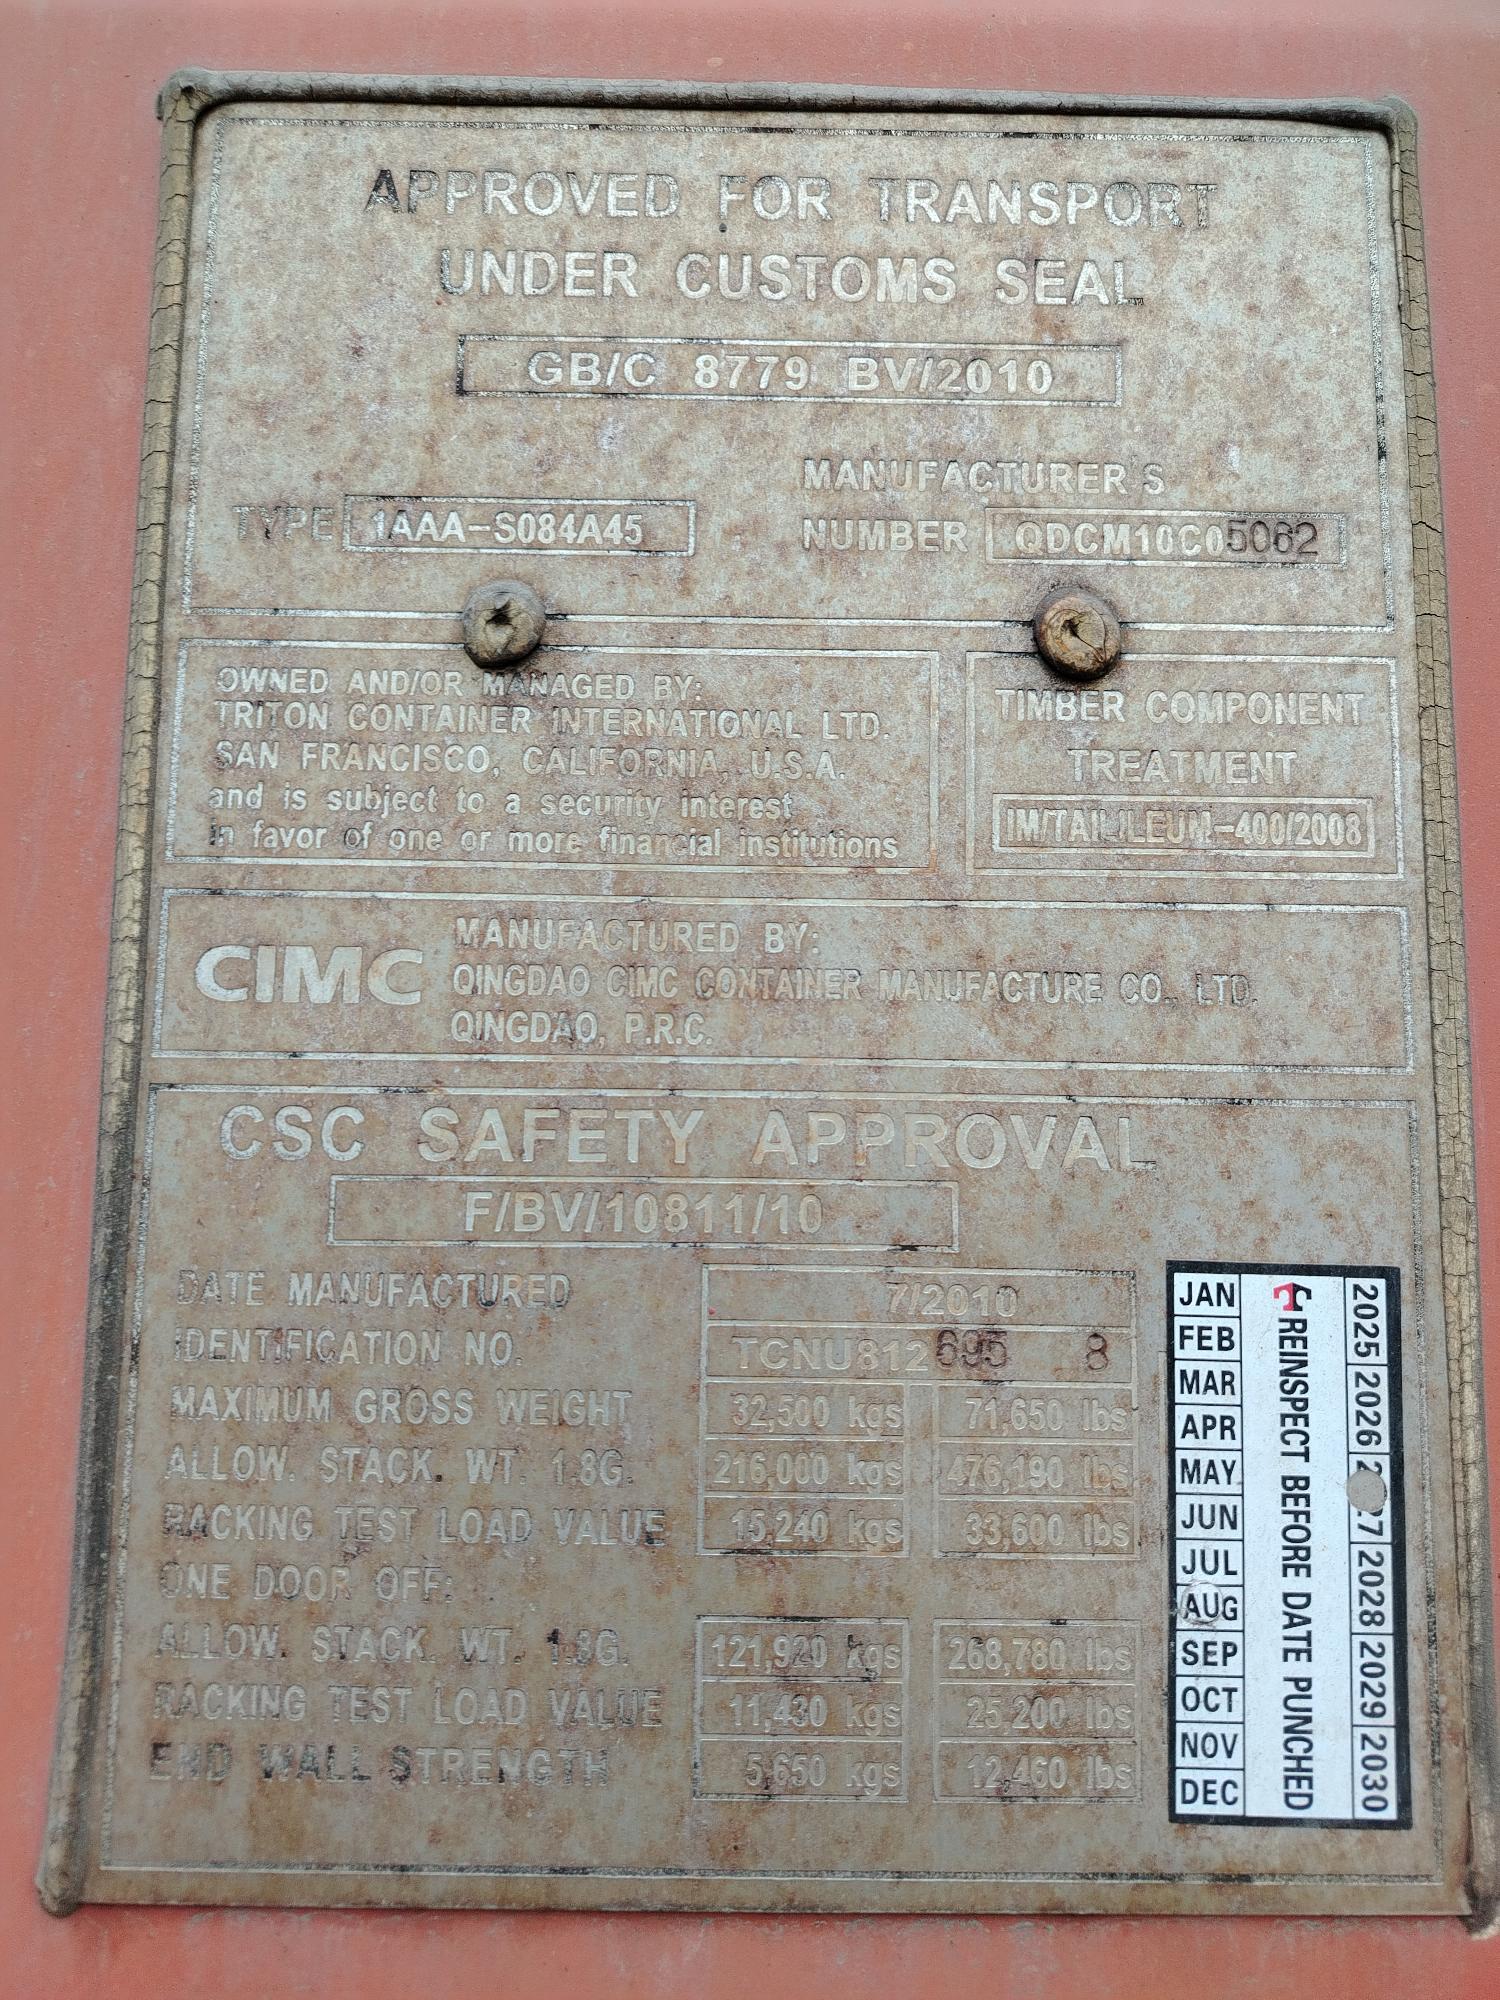 APPROVED FOR TRANSPORT
UNDER CUSTOMS SEAL
GB/C 8779 BV/2010
TYPE 1AAA-S084A45
MANUFACTURER'S
NUMBER QDCM10C05062
OWNED AND/OR MANAGED BY:
TRITON CONTAINER INTERNATIONAL LTD.
SAN FRANCISCO, CALIFORNIA, U.S.A.
and is subject to a security interest
in favor of one or more financial institutions
TIMBER COMPONENT
TREATMENT
-400/2008
CIMC
MANUFACTURED BY:
QINGDAO CIMC CONTAINER MANUFACTURE CO., LTD.
QINGDAO, P.R.C.
CSC SAFETY APPROVAL
F/BV/10811/10
DATE MANUFACTURED 7/2010
IDENTIFICATION NO. TCNU812695 8
MAXIMUM GROSS WEIGHT 32,500 kgs 71,650 lbs
ALLOW. STACK. WT. 1.8G. 216,000 kgs 476,190 lbs
RACKING TEST LOAD VALUE 15,240 kgs 33,600 lbs
ONE DOOR OFF:
ALLOW. STACK. WT. 1.8G. 121,920 kgs 268,780 lbs
RACKING TEST LOAD VALUE 11,430 kgs 25,200 lbs
END WALL STRENGTH 5,650 kgs 12,460 lbs
JAN
FEB
MAR
APR
MAY
JUN
JUL
AUG
SEP
OCT
NOV
DEC
REINSPECT BEFORE DATE PUNCHED
2025 2026 2027 2028 2029 2030